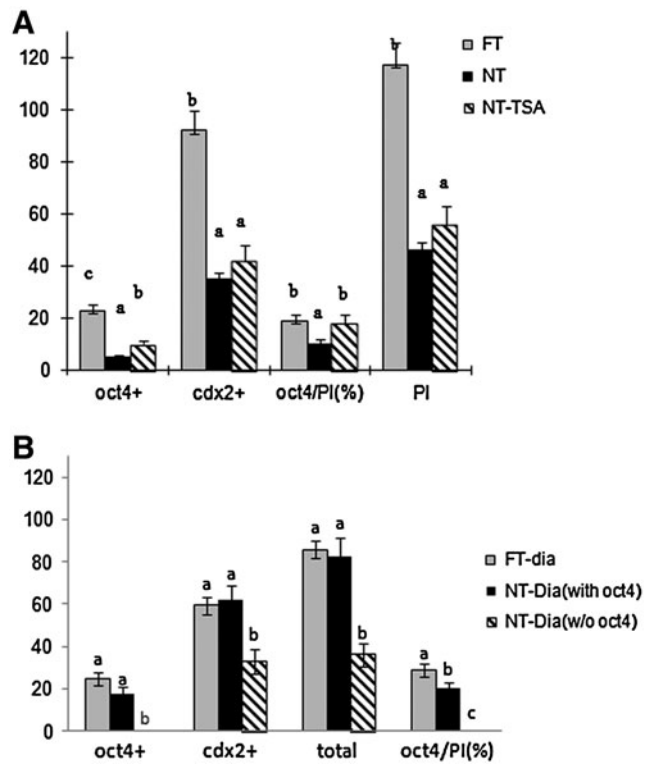 A
120
100
80
60
40
20
0
FT
NT
NT-TSA
c a b
b a a
b a b
b a a
oct4+ cdx2+ oct4/PI(%) PI
B
120
100
80
60
40
20
0
FT-dia
NT-Dia(with oct4)
NT-Dia(w/o oct4)
a a b
a a b
a a b
a b c
oct4+ cdx2+ total oct4/PI(%)